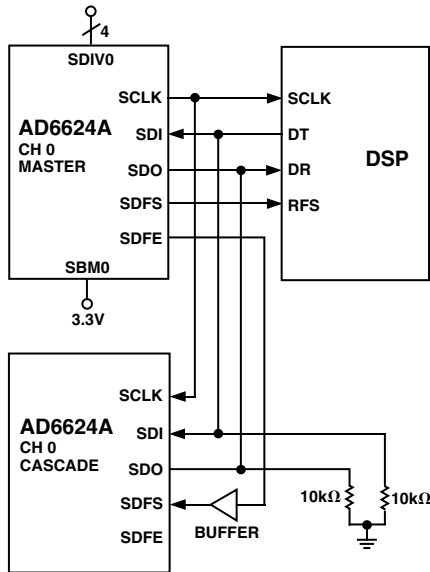 4
SDIV0
SCLK
AD6624A
CH 0
MASTER
SDI
SDO
SDFS
SDFE
SBM0
3.3V
SCLK
DT
DSP
DR
RFS
SCLK
AD6624A
CH 0
CASCADE
SDI
SDO
SDFS
SDFE
BUFFER
10kΩ
10kΩ